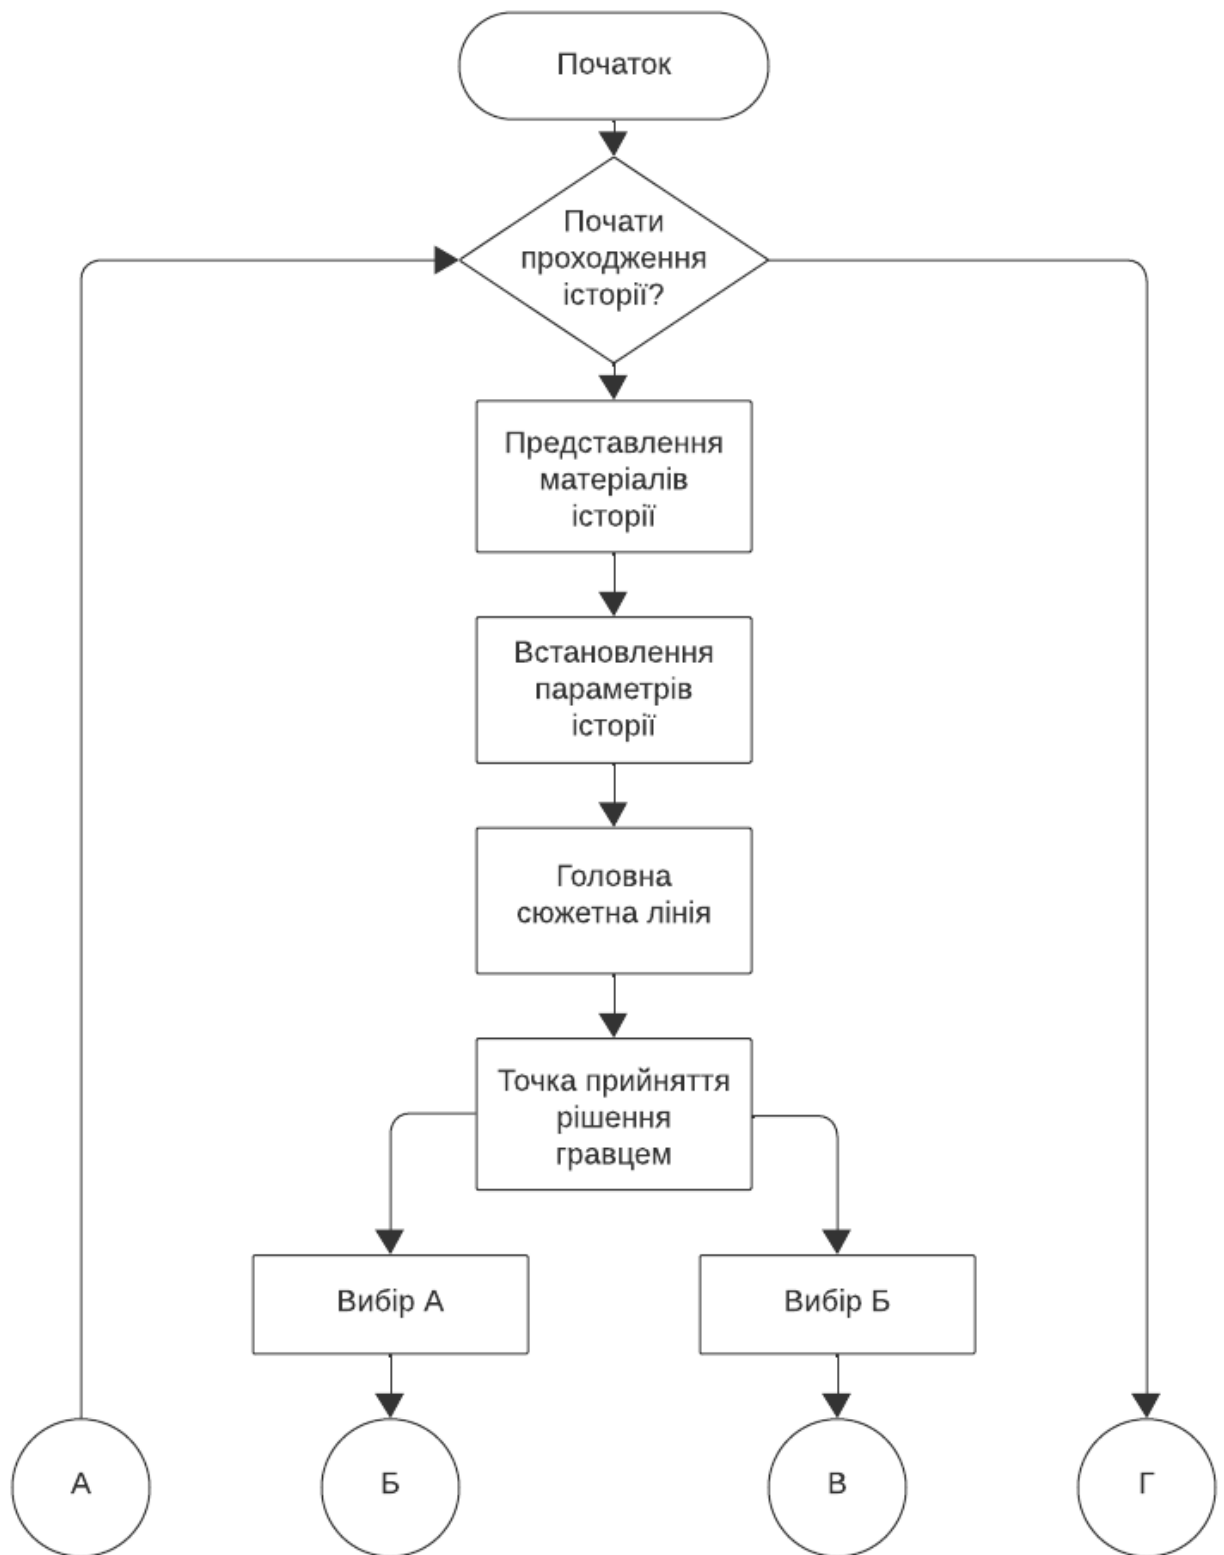 Початок
Почати
проходження
історії?
Представлення
матеріалів
історії
Встановлення
параметрів
історії
Головна
сюжетна лінія
Точка прийняття
рішення
гравцем
Вибір А
Вибір Б
А
Б
В
Г